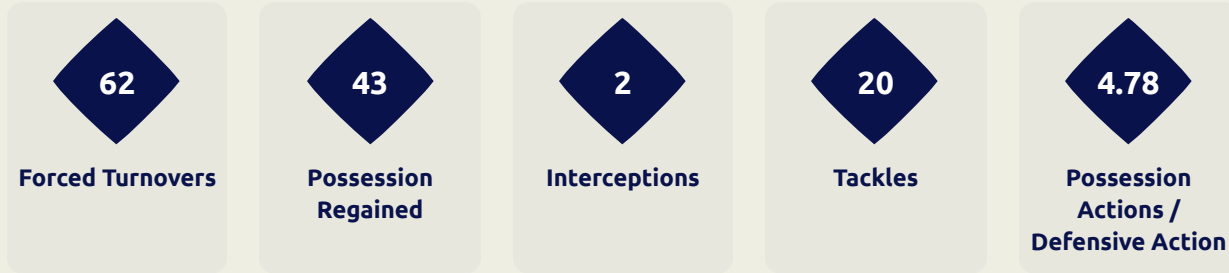 62
Forced Turnovers
43
Possession
Regained
2
Interceptions
20
Tackles
4.78
Possession
Actions /
Defensive Action